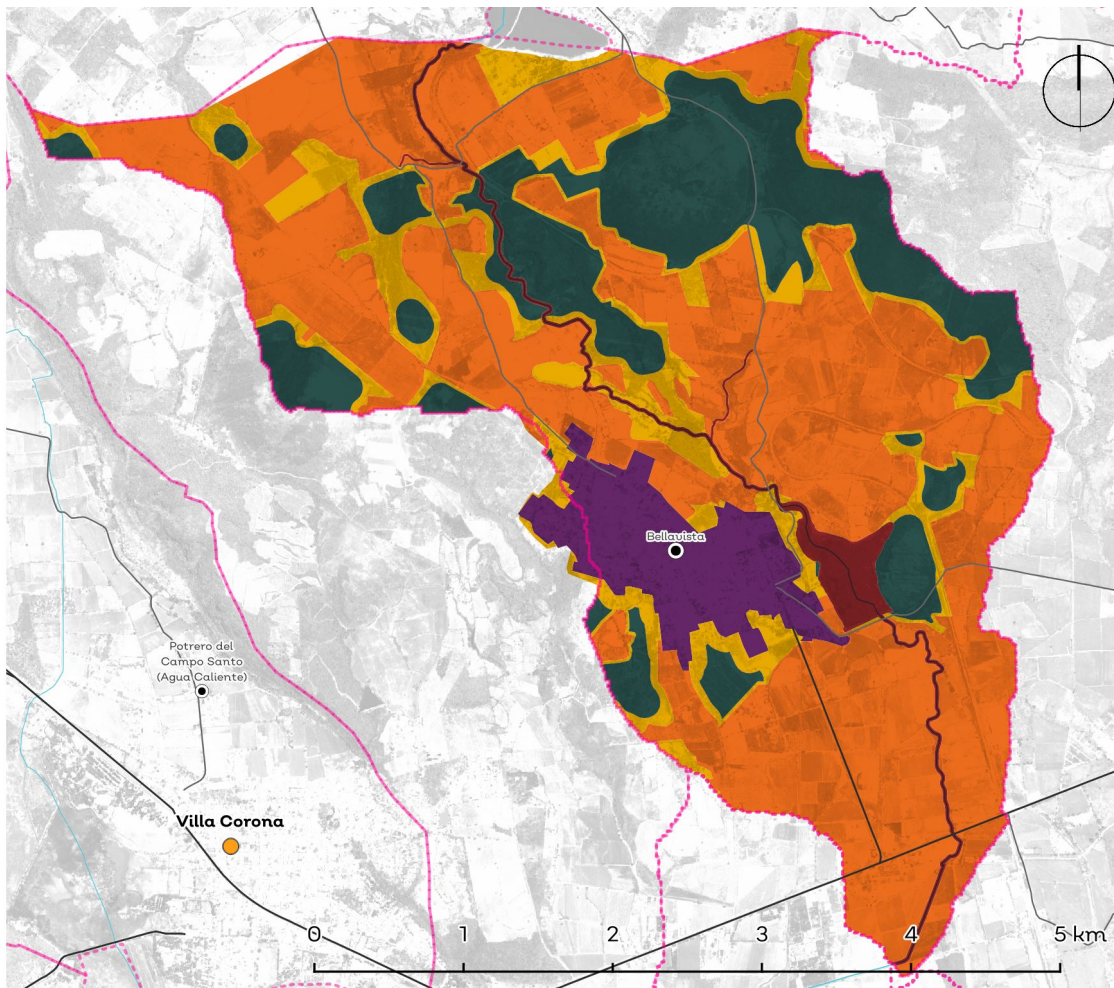 Bellavista
Potrero del
Campo Santo
(Agua Caliente)
Villa Corona
0 1 2 3 4 5 km